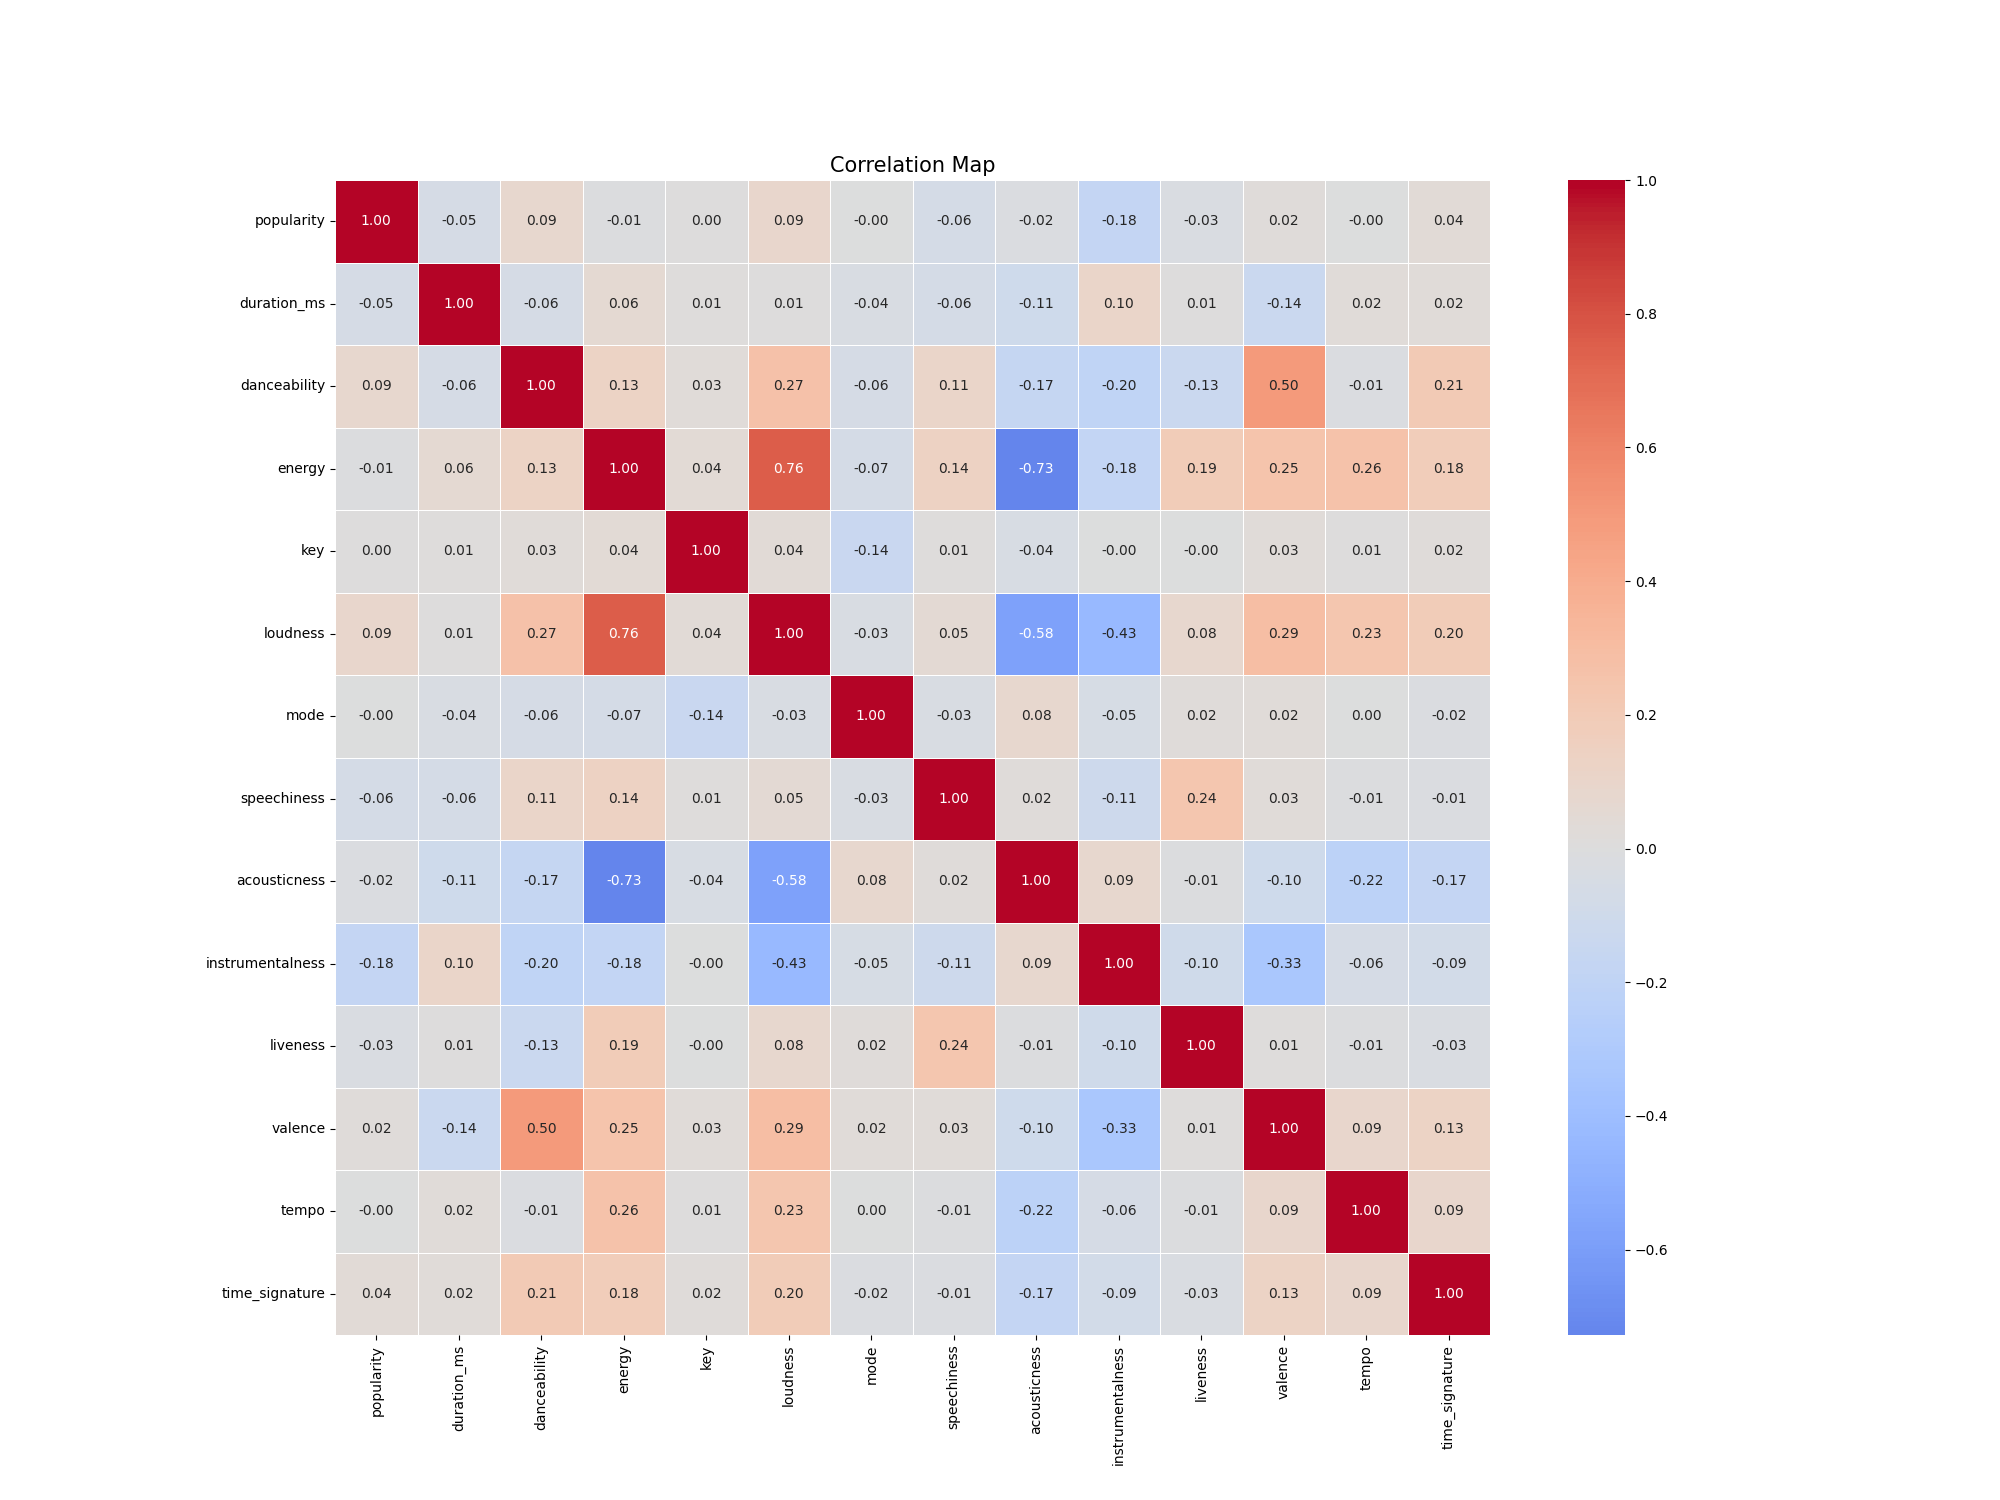 Correlation Map
popularity 1.00 -0.05 0.09 -0.01 0.00 0.09 -0.00 -0.06 -0.02 -0.18 -0.03 0.02 -0.00 0.04
duration_ms -0.05 1.00 -0.06 0.06 0.01 0.01 -0.04 -0.06 -0.11 0.10 0.01 -0.14 0.02 0.02
danceability 0.09 -0.06 1.00 0.13 0.03 0.27 -0.06 0.11 -0.17 -0.20 -0.13 0.50 -0.01 0.21
energy -0.01 0.06 0.13 1.00 0.04 0.76 -0.07 0.14 -0.73 -0.18 0.19 0.25 0.26 0.18
key 0.00 0.01 0.03 0.04 1.00 0.04 -0.14 0.01 -0.04 -0.00 -0.00 0.03 0.01 0.02
loudness 0.09 0.01 0.27 0.76 0.04 1.00 -0.03 0.05 -0.58 -0.43 0.08 0.29 0.23 0.20
mode -0.00 -0.04 -0.06 -0.07 -0.14 -0.03 1.00 -0.03 0.08 -0.05 0.02 0.02 0.00 -0.02
speechiness -0.06 -0.06 0.11 0.14 0.01 0.05 -0.03 1.00 0.02 -0.11 0.24 0.03 -0.01 -0.01
acousticness -0.02 -0.11 -0.17 -0.73 -0.04 -0.58 0.08 0.02 1.00 0.09 -0.01 -0.10 -0.22 -0.17
instrumentalness -0.18 0.10 -0.20 -0.18 -0.00 -0.43 -0.05 -0.11 0.09 1.00 -0.10 -0.33 -0.06 -0.09
liveness -0.03 0.01 -0.13 0.19 -0.00 0.08 0.02 0.24 -0.01 -0.10 1.00 0.01 -0.01 -0.03
valence 0.02 -0.14 0.50 0.25 0.03 0.29 0.02 0.03 -0.10 -0.33 0.01 1.00 0.09 0.13
tempo -0.00 0.02 -0.01 0.26 0.01 0.23 0.00 -0.01 -0.22 -0.06 -0.01 0.09 1.00 0.09
time_signature 0.04 0.02 0.21 0.18 0.02 0.20 -0.02 -0.01 -0.17 -0.09 -0.03 0.13 0.09 1.00
popularity duration_ms danceability energy key loudness mode speechiness acousticness instrumentalness liveness valence tempo time_signature
1.0
0.8
0.6
0.4
0.2
0.0
−0.2
−0.4
−0.6